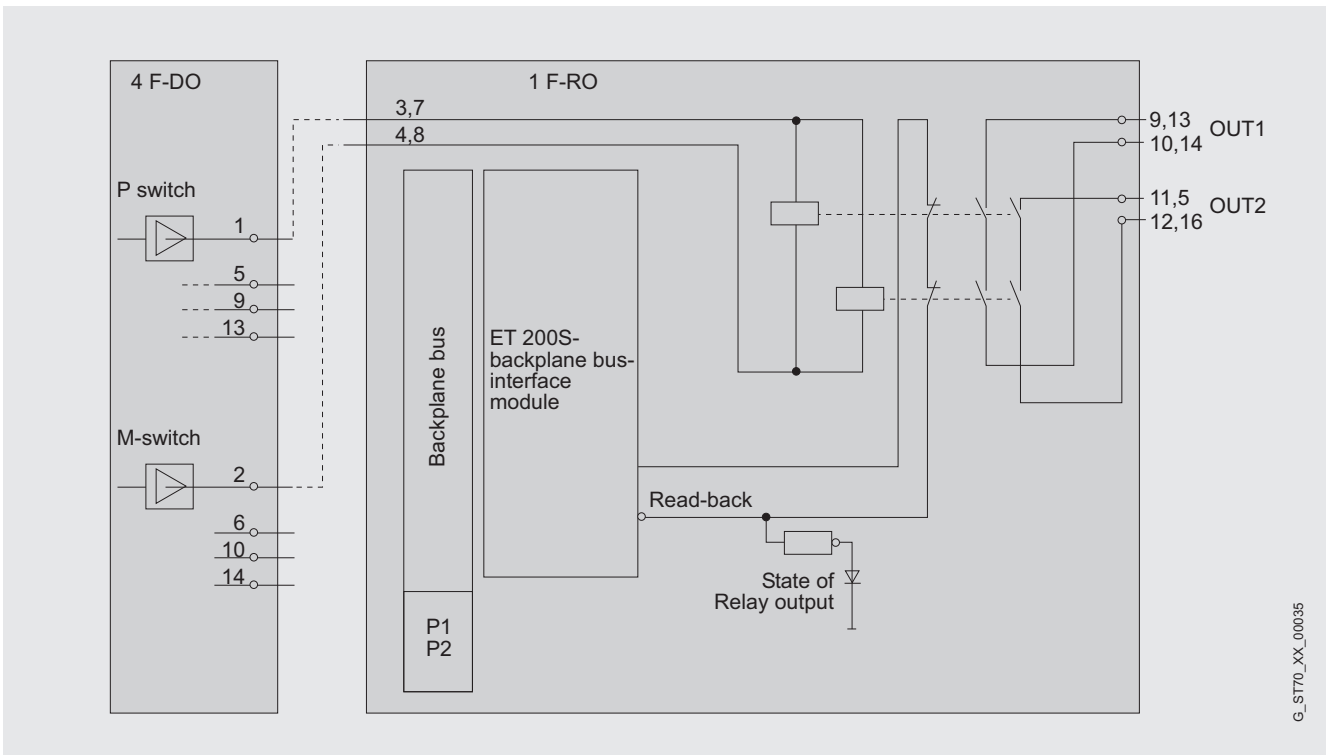 4 F-DO
1 F-RO
3,7
4,8
9,13
OUT1
10,14
P switch
1
11,5
OUT2
12,16
5
9
13
Backplane bus
ET 200S-
backplane bus-
interface
module
M-switch
2
Read-back
6
10
14
State of
Relay output
P1
P2
G_ST70_XX_00035